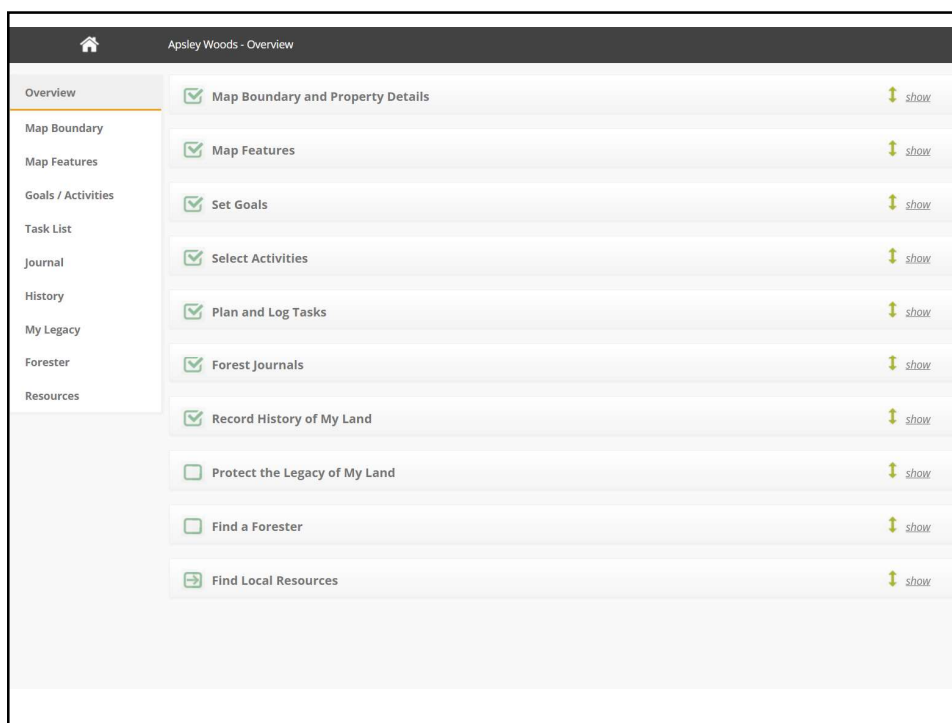 Apsley Woods - Overview
Overview
Map Boundary
Map Features
Goals / Activities
Task List
Journal
History
My Legacy
Forester
Resources
Map Boundary and Property Details show
Map Features show
Set Goals show
Select Activities show
Plan and Log Tasks show
Forest Journals show
Record History of My Land show
Protect the Legacy of My Land show
Find a Forester show
Find Local Resources show